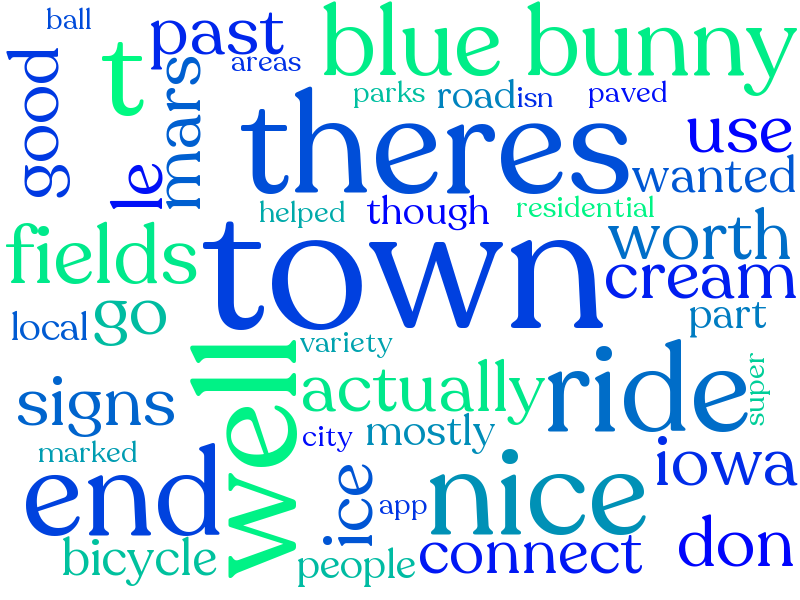 ball
past
blue bunny
t
areas
good
mars
parks
road
isn
paved
theres
use
le
wanted
helped
though
residential
town
worth
fields
cream
go
local
part
well
variety
actually
ride
super
signs
city
mostly
marked
iowa
end
ice
nice
app
don
bicycle
people
connect